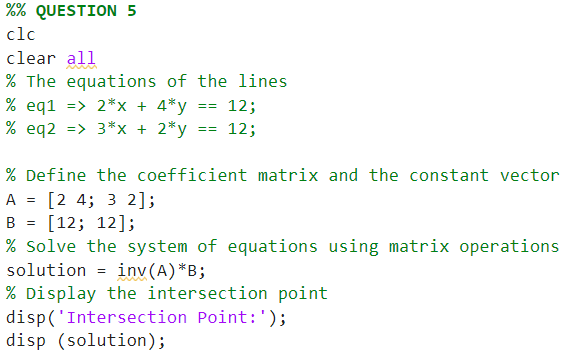 %% QUESTION 5
clc
clear all
% The equations of the lines
% eq1 => 2*x + 4*y == 12;
% eq2 => 3*x + 2*y == 12;
% Define the coefficient matrix and the constant vector
A = [2 4; 3 2];
B = [12; 12];
% Solve the system of equations using matrix operations
solution = inv(A)*B;
% Display the intersection point
disp('Intersection Point:');
disp (solution);